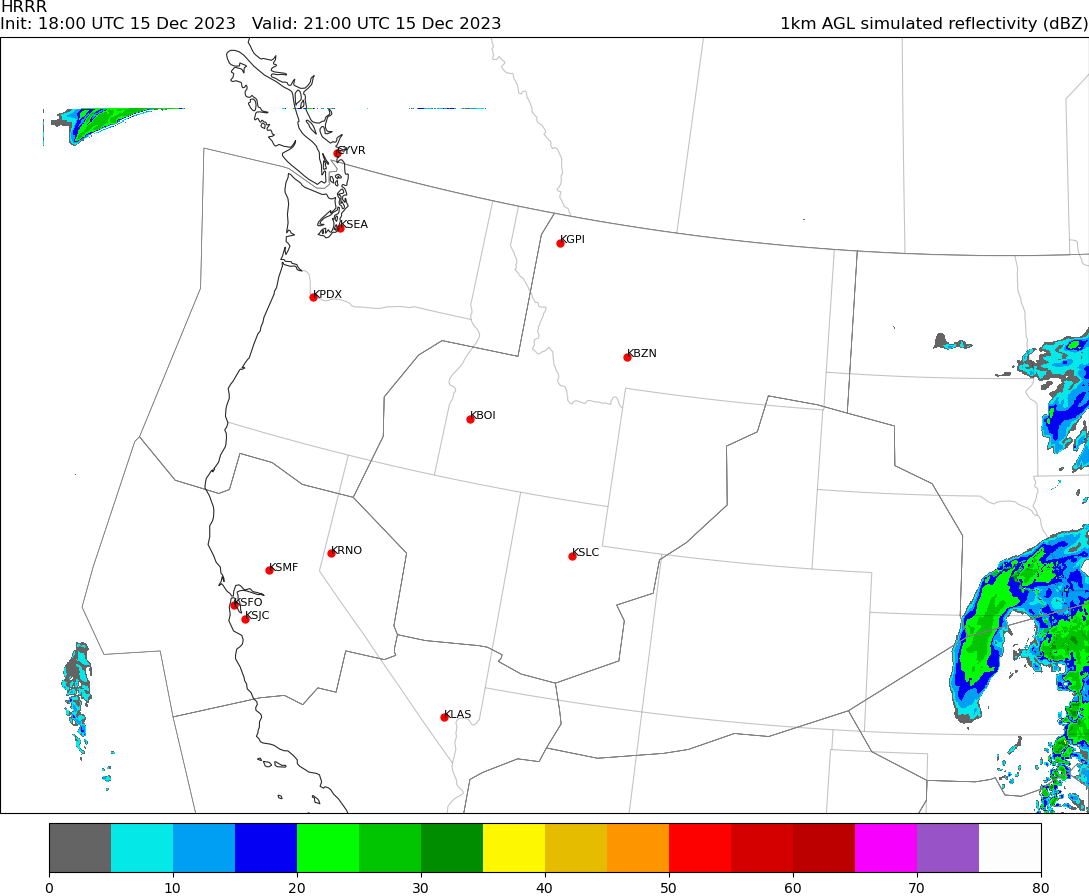 HRRR
Init: 18:00 UTC 15 Dec 2023   Valid: 21:00 UTC 15 Dec 2023
1km AGL simulated reflectivity (dBZ)
CYVR
KSEA
KGPI
KPDX
KBZN
KBOI
KRNO
KSLC
KSMF
KSFO
KSJC
KLAS
0 10 20 30 40 50 60 70 80